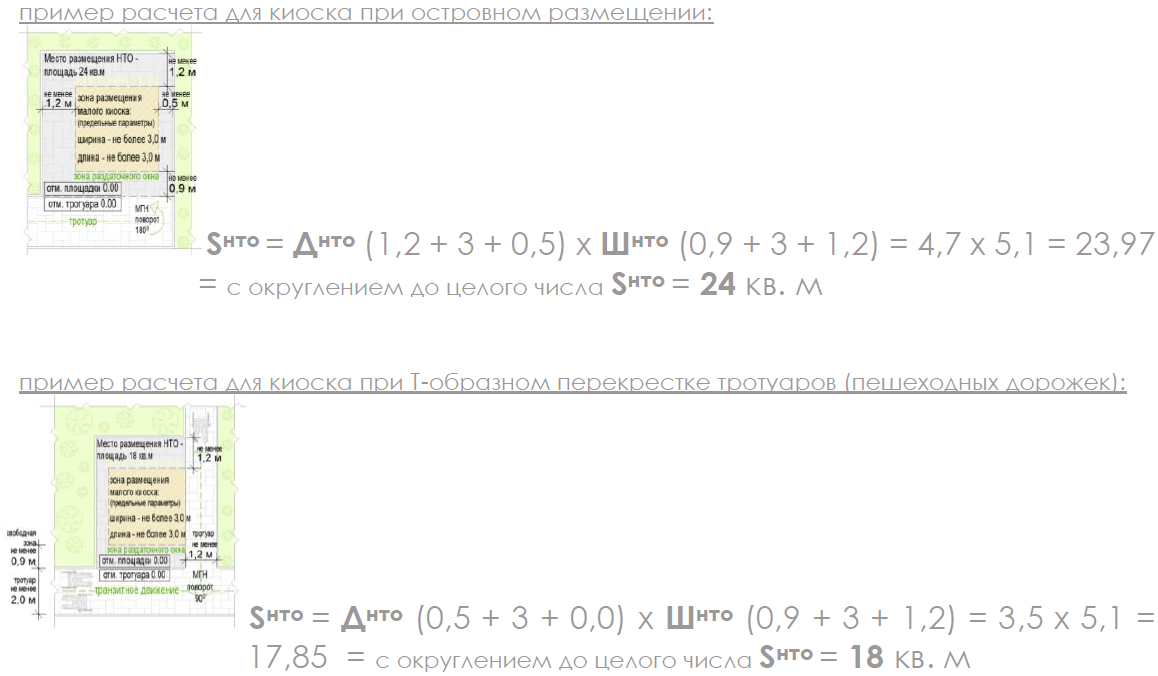 пример расчета для киоска при островном размещении:
Место размещения НТО -
площадь 24 кв.м
не менее
1,2 м
не менее
1,2 м
зона размещения
малого киоска:
(предельные параметры)
ширина - не более 3,0 м
длина - не более 3,0 м
не менее
0,5 м
зона раздаточного окна
не менее
0,9 м
отм. площадки 0.00
отм. тротуара 0.00
тротуар
МГН
поворот
180⁰
Sнто = Днто (1,2 + 3 + 0,5) х Шнто (0,9 + 3 + 1,2) = 4,7 х 5,1 = 23,97
= с округлением до целого числа Sнто = 24 кв. м
пример расчета для киоска при Т-образном перекрестке тротуаров (пешеходных дорожек):
Место размещения НТО -
площадь 18 кв.м
не менее
1,2 м
зона размещения
малого киоска:
(предельные параметры)
ширина - не более 3,0 м
длина - не более 3,0 м
тротуар
не менее
1,2 м
зона раздаточного окна
свободная
зона
не менее
0,9 м
отм. площадки 0.00
отм. тротуара 0.00
тротуар
не менее
2,0 м
транзитное движение
МГН
поворот
90⁰
Sнто = Днто (0,5 + 3 + 0,0) х Шнто (0,9 + 3 + 1,2) = 3,5 х 5,1 =
17,85 = с округлением до целого числа Sнто = 18 кв. м